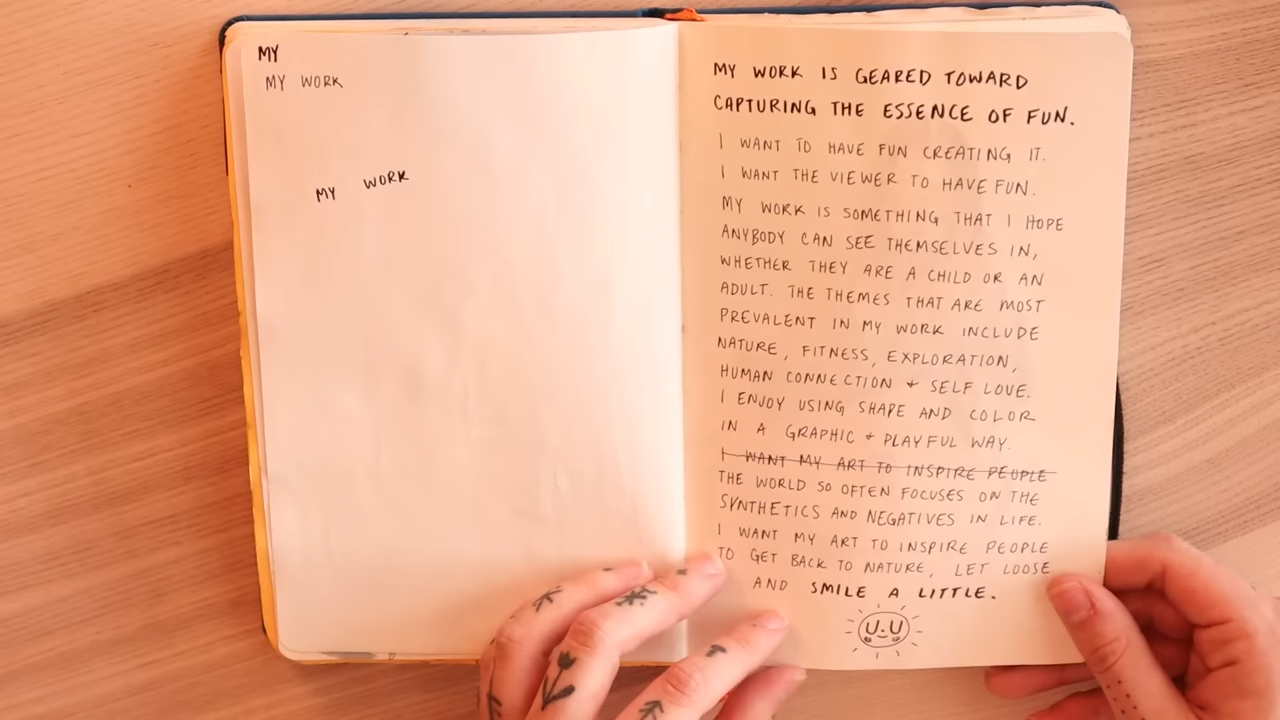 MY
MY WORK
MY WORK
MY WORK IS GEARED TOWARD
CAPTURING THE ESSENCE OF FUN.
I WANT TO HAVE FUN CREATING IT.
I WANT THE VIEWER TO HAVE FUN.
MY WORK IS SOMETHING THAT I HOPE
ANYBODY CAN SEE THEMSELVES IN,
WHETHER THEY ARE A CHILD OR AN
ADULT. THE THEMES THAT ARE MOST
PREVALENT IN MY WORK INCLUDE
NATURE, FITNESS, EXPLORATION,
HUMAN CONNECTION + SELF LOVE.
I ENJOY USING SHAPE AND COLOR
IN A GRAPHIC + PLAYFUL WAY.
I WANT MY ART TO INSPIRE PEOPLE
THE WORLD SO OFTEN FOCUSES ON THE
SYNTHETICS AND NEGATIVES IN LIFE.
I WANT MY ART TO INSPIRE PEOPLE
TO GET BACK TO NATURE, LET LOOSE
AND SMILE A LITTLE.